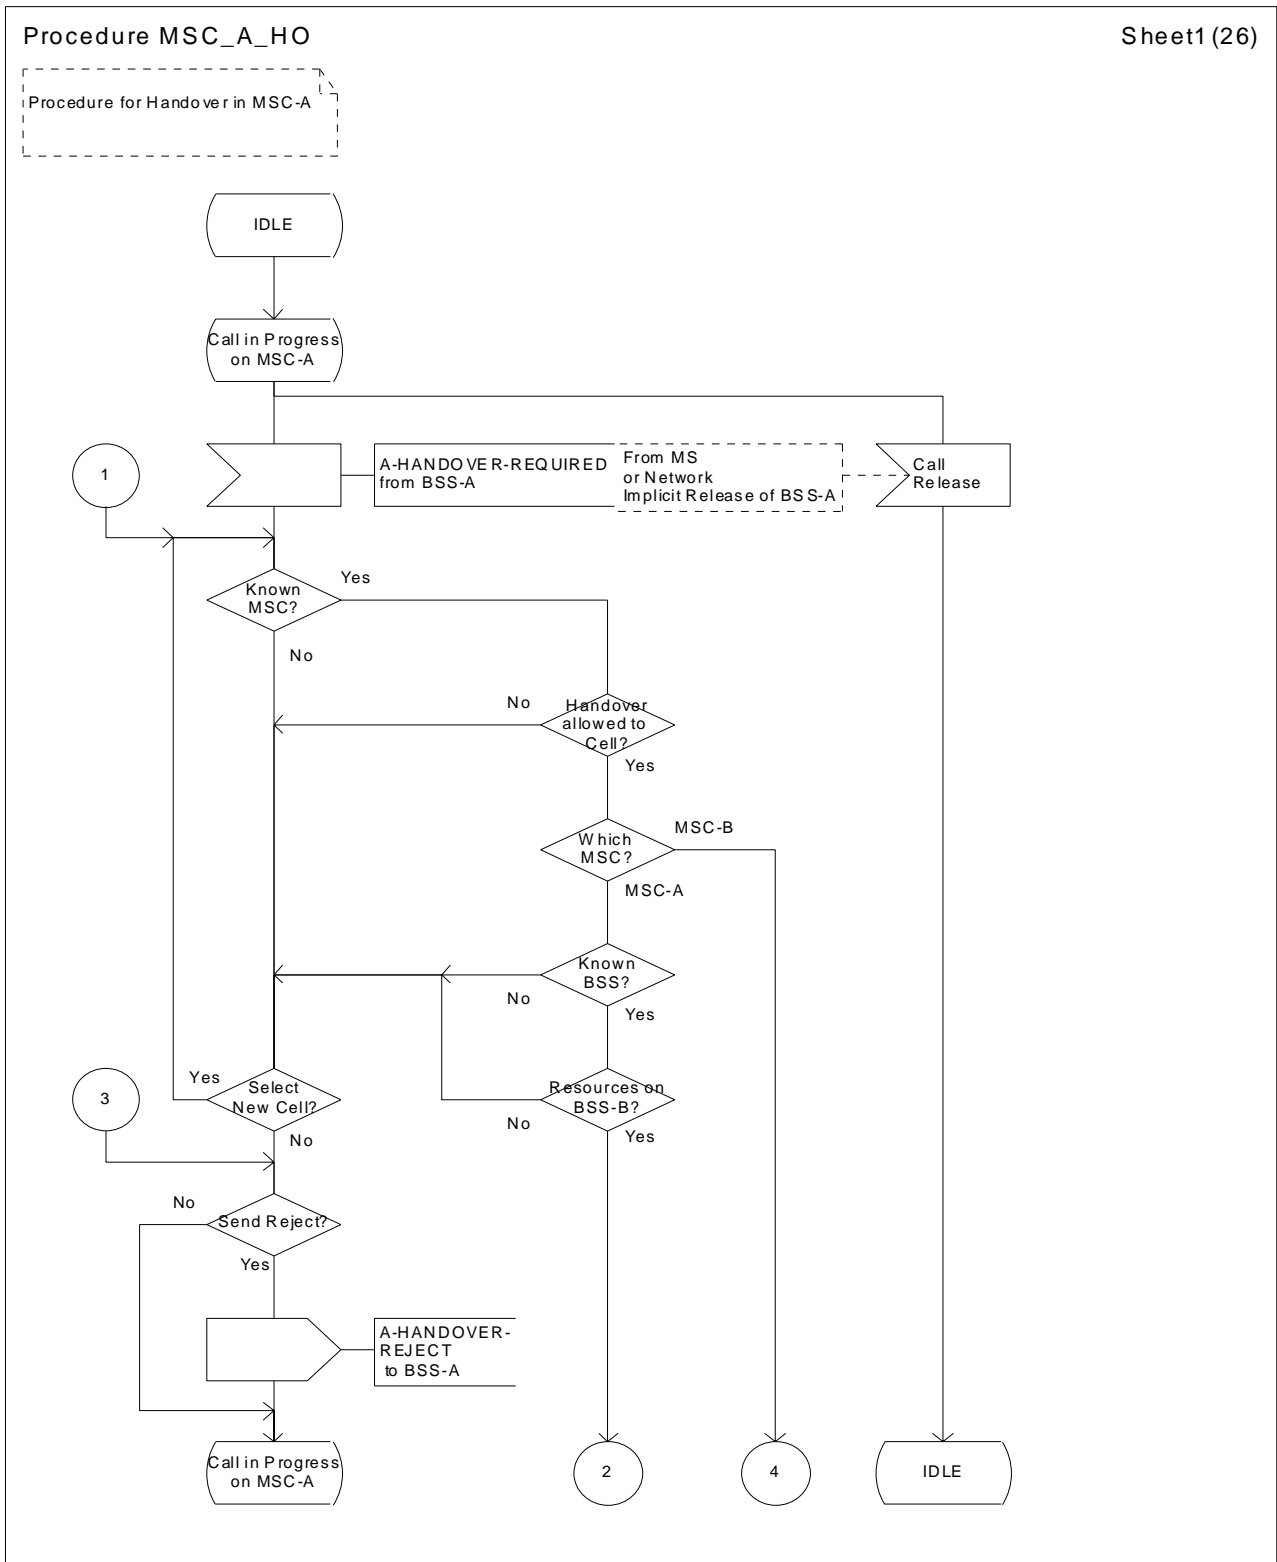 Procedure MSC_A_HO
Sheet1(26)
Procedure for Handover in MSC-A
IDLE
Call in Progress
on MSC-A
1
A-HANDOVER-REQUIRED
from BSS-A
From MS
or Network
Implicit Release of BSS-A
Call
Release
Known
MSC?
Yes
No
No
Handover
allowed to
Cell?
Yes
Which
MSC?
MSC-B
MSC-A
Known
BSS?
No
Yes
3
Yes
Select
New Cell?
No
Resources on
BSS-B?
No
Yes
No
Send Reject?
Yes
A-HANDOVER-
REJECT
to BSS-A
Call in Progress
on MSC-A
2
4
IDLE